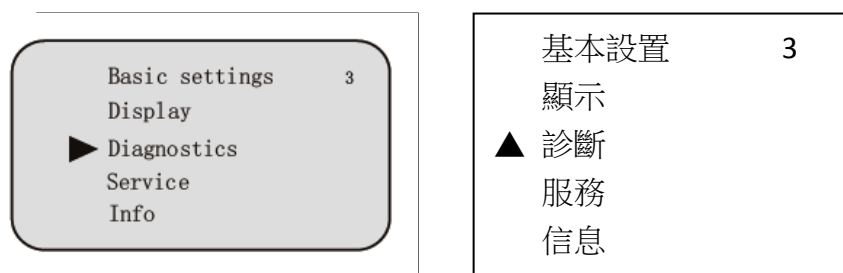 Basic settings 3
Display
▶ Diagnostics
Service
Info
基本設置 3
顯示
▲ 診斷
服務
信息